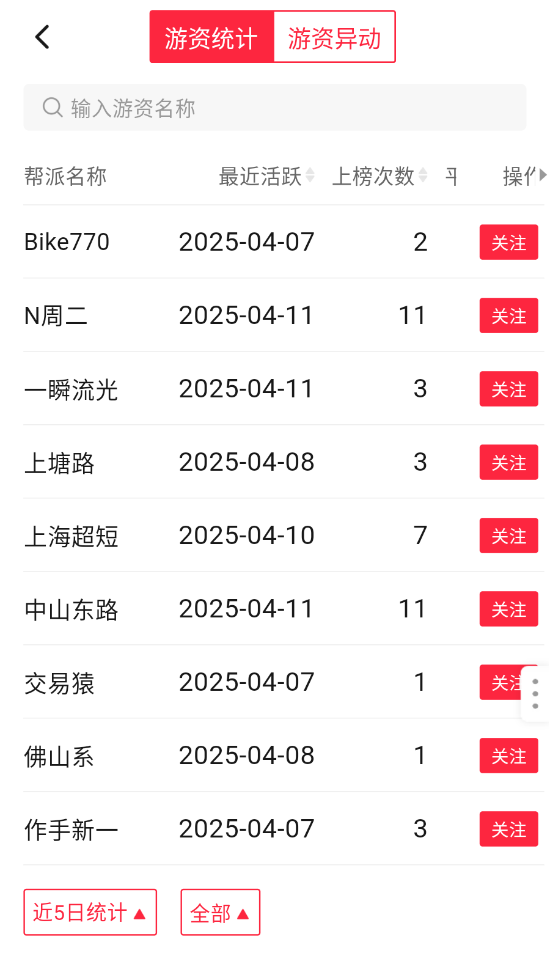 游资统计 游资异动
输入游资名称
帮派名称 最近活跃 上榜次数 操作
Bike770 2025-04-07 2 关注
N周二 2025-04-11 11 关注
一瞬流光 2025-04-11 3 关注
上塘路 2025-04-08 3 关注
上海超短 2025-04-10 7 关注
中山东路 2025-04-11 11 关注
交易猿 2025-04-07 1 关注
佛山系 2025-04-08 1 关注
作手新一 2025-04-07 3 关注
近5日统计 ▲ 全部 ▲